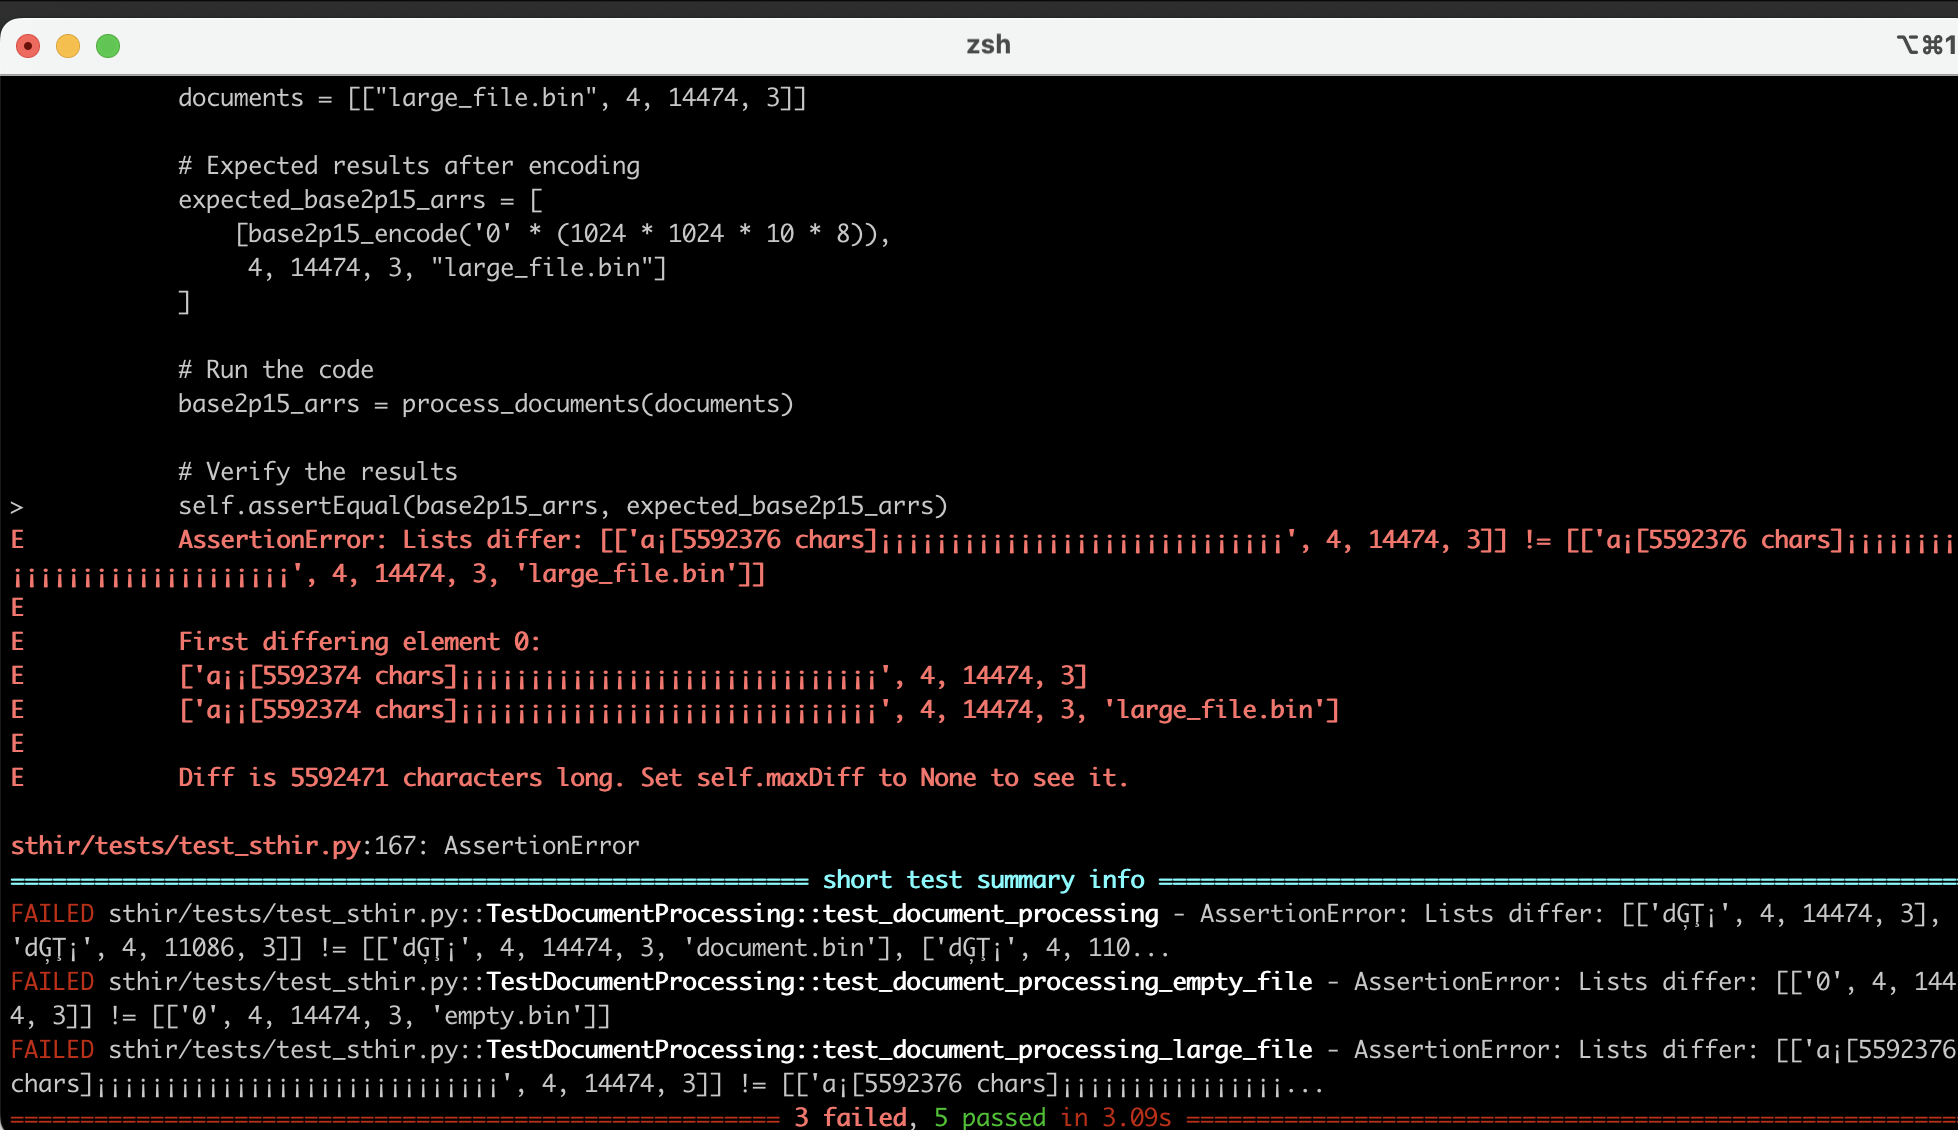 zsh
⌥⌘1
documents = [["large_file.bin", 4, 14474, 3]]
# Expected results after encoding
expected_base2p15_arrs = [
[base2p15_encode('0' * (1024 * 1024 * 10 * 8)),
4, 14474, 3, "large_file.bin"]
]
# Run the code
base2p15_arrs = process_documents(documents)
# Verify the results
> self.assertEqual(base2p15_arrs, expected_base2p15_arrs)
E AssertionError: Lists differ: [['a¡[5592376 chars]¡¡¡¡¡¡¡¡¡¡¡¡¡¡¡¡¡¡¡¡¡¡¡¡¡¡¡¡¡', 4, 14474, 3]] != [['a¡[5592376 chars]¡¡¡¡¡¡¡¡
¡¡¡¡¡¡¡¡¡¡¡¡¡¡¡¡¡¡¡¡', 4, 14474, 3, 'large_file.bin']]
E
E First differing element 0:
E ['a¡¡[5592374 chars]¡¡¡¡¡¡¡¡¡¡¡¡¡¡¡¡¡¡¡¡¡¡¡¡¡¡¡¡¡¡', 4, 14474, 3]
E ['a¡¡[5592374 chars]¡¡¡¡¡¡¡¡¡¡¡¡¡¡¡¡¡¡¡¡¡¡¡¡¡¡¡¡¡¡', 4, 14474, 3, 'large_file.bin']
E
E Diff is 5592471 characters long. Set self.maxDiff to None to see it.
sthir/tests/test_sthir.py:167: AssertionError
short test summary info
FAILED sthir/tests/test_sthir.py::TestDocumentProcessing::test_document_processing - AssertionError: Lists differ: [['dĢŢ¡', 4, 14474, 3],
'dĢŢ¡', 4, 11086, 3]] != [['dĢŢ¡', 4, 14474, 3, 'document.bin'], ['dĢŢ¡', 4, 110...
FAILED sthir/tests/test_sthir.py::TestDocumentProcessing::test_document_processing_empty_file - AssertionError: Lists differ: [['0', 4, 144
4, 3]] != [['0', 4, 14474, 3, 'empty.bin']]
FAILED sthir/tests/test_sthir.py::TestDocumentProcessing::test_document_processing_large_file - AssertionError: Lists differ: [['a¡[5592376
chars]¡¡¡¡¡¡¡¡¡¡¡¡¡¡¡¡¡¡¡¡¡¡¡¡¡¡¡¡¡', 4, 14474, 3]] != [['a¡[5592376 chars]¡¡¡¡¡¡¡¡¡¡¡¡¡¡¡¡...
3 failed, 5 passed in 3.09s